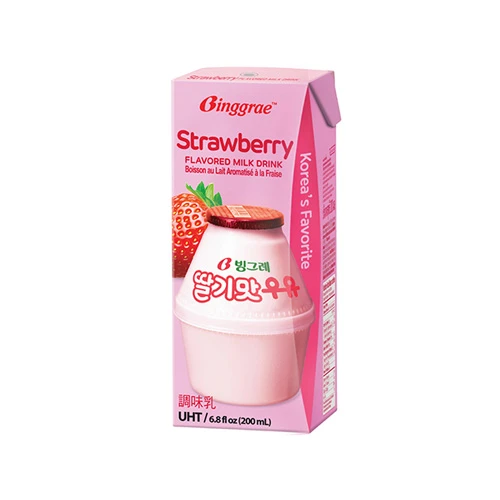 Binggrae™
Strawberry
FLAVORED MILK DRINK
Boisson au Lait Aromatisé à la Fraise
Korea's Favorite
빙그레
딸기맛우유
調味乳
UHT / 6.8 fl oz (200 mL)